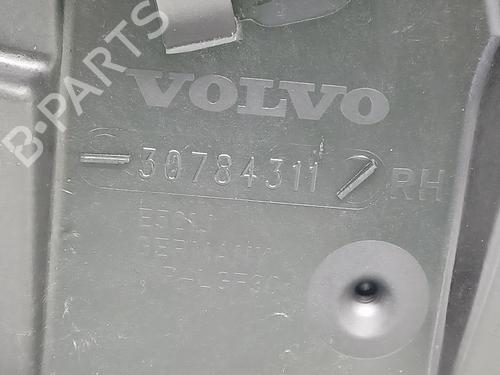 B-PARTS
VOLVO
30784311 RH
GERMANY